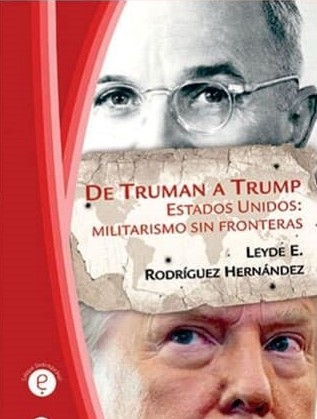 DE TRUMAN A TRUMP
ESTADOS UNIDOS:
MILITARISMO SIN FRONTERAS
LEYDE E.
RODRÍGUEZ HERNÁNDEZ